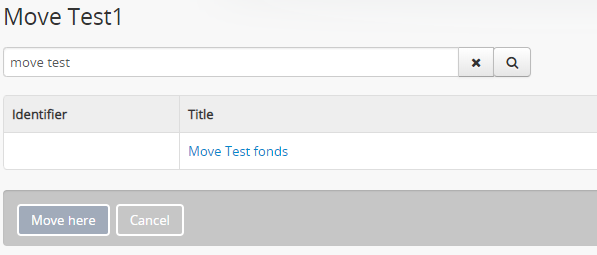 Move Test1
move test
Identifier Title
Move Test fonds
Move here Cancel